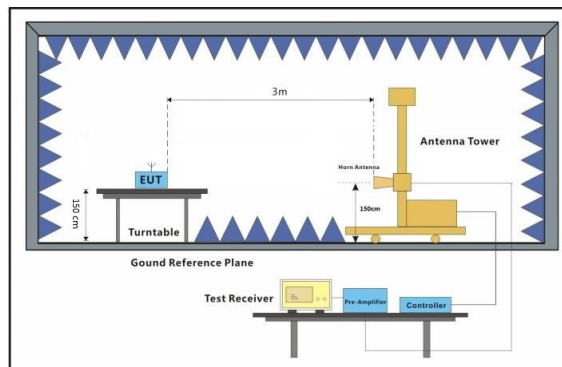 3m
Antenna Tower
Horn Antenna
EUT
150 cm
150cm
Turntable
Gound Reference Plane
Test Receiver
Pre-Amplifier
Controller